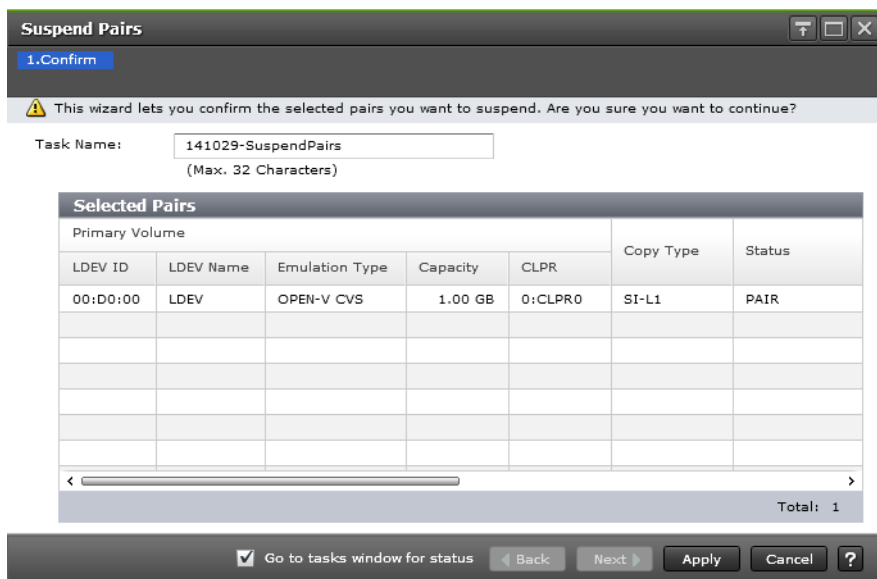 Suspend Pairs
1.Confirm
This wizard lets you confirm the selected pairs you want to suspend. Are you sure you want to continue?
Task Name: 141029-SuspendPairs
(Max. 32 Characters)
Selected Pairs
Primary Volume Copy Type Status
LDEV ID LDEV Name Emulation Type Capacity CLPR
00:D0:00 LDEV OPEN-V CVS 1.00 GB 0:CLPR0 SI-L1 PAIR
Total: 1
Go to tasks window for status Back Next Apply Cancel ?